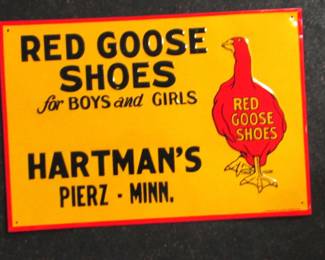 RED GOOSE
SHOES
for BOYS and GIRLS
RED
GOOSE
SHOES
HARTMAN'S
PIERZ - MINN.